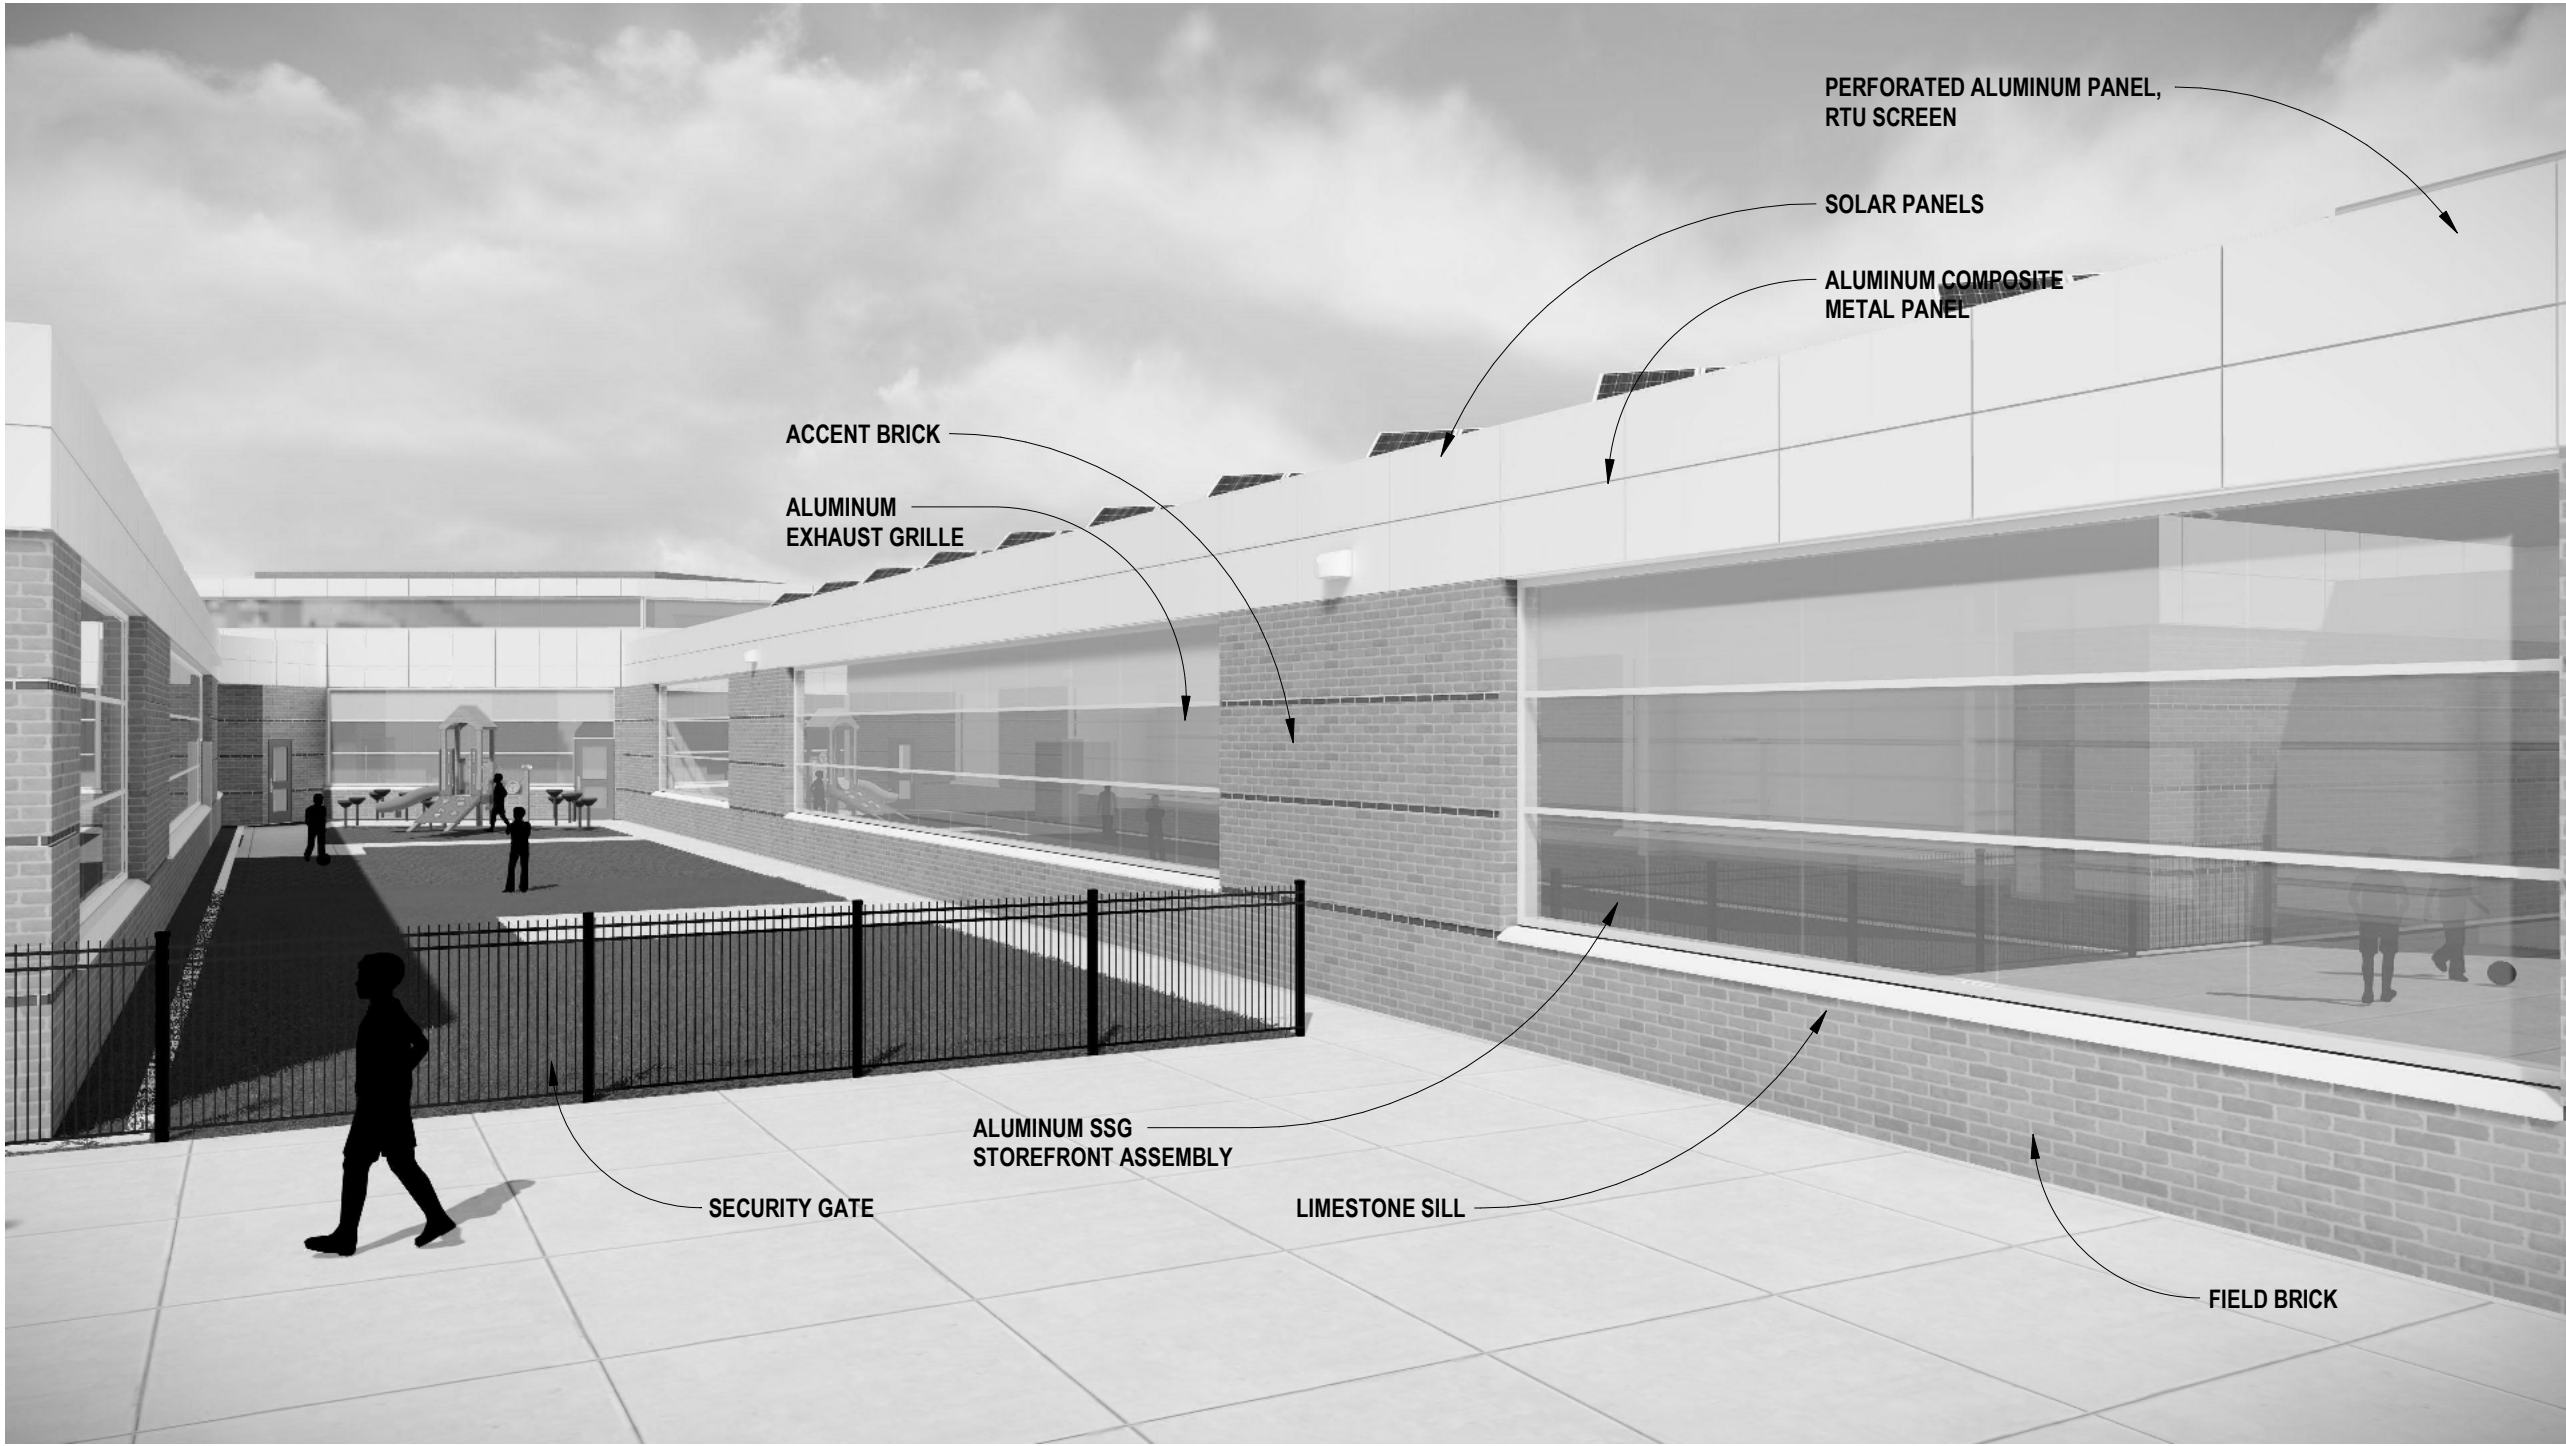 PERFORATED ALUMINUM PANEL,
RTU SCREEN
SOLAR PANELS
ALUMINUM COMPOSITE
METAL PANEL
ACCENT BRICK
ALUMINUM
EXHAUST GRILLE
ALUMINUM SSG
STOREFRONT ASSEMBLY
SECURITY GATE
LIMESTONE SILL
FIELD BRICK